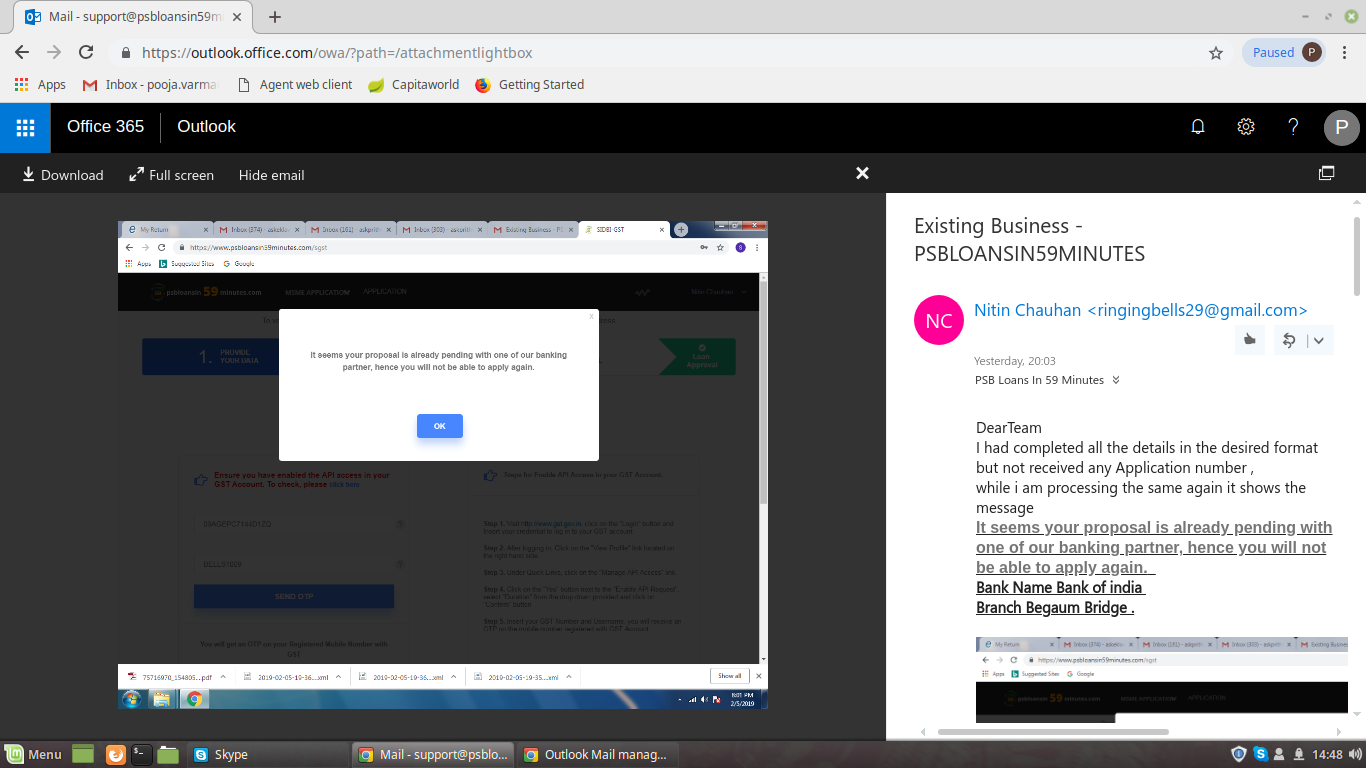 Mail - support@psbloansin59m
https://outlook.office.com/owa/?path=/attachmentlightbox
Paused P
Apps
Inbox - pooja.varma
Agent web client
Capitaworld
Getting Started
Office 365
Outlook
P
Download
Full screen
Hide email
My Return
Inbox (374) - askekl
Inbox (161) - askprith
Inbox (303) -
Existing Business - PS
SIDBI-GST
https://www.psbloansin59minutes.com/sgst
Apps
Suggested Sites
Google
psbloansin 59 minutes.com
MSME APPLICATION
APPLICATION
Nitin Chauhan
1. PROVIDE
YOUR DATA
Loan
Approval
x
It seems your proposal is already pending with one of our banking
partner, hence you will not be able to apply again.
OK
Ensure you have enabled the API access in your
GST Account. To check, please click here
SEND OTP
You will get an OTP on your Registered Mobile Number with
GST
Steps for Enable API Access in your GST Account:
Step 1. Visit http://www.gst.gov.in, click on the "Login" button and
insert your credential to log in to your GST account.
Step 2. After logging in, Click on the "View Profile" link located on
the right hand side.
Step 3. Under Quick Links, click on the "Manage API Access" link.
Step 4. Click on the "Yes" button next to the "Enable API Request",
select "Duration" from the drop down provided and click on
"Confirm" button.
Step 5. Insert your GST Number and Username, you will receive an
OTP on the mobile number registered with GST Account.
75716970_154805....pdf
2019-02-05-19-36....xml
2019-02-05-19-36....xml
2019-02-05-19-35....xml
Show all
8:01 PM
2/5/2019
Existing Business -
PSBLOANSIN59MINUTES
NC
Nitin Chauhan <ringingbells29@gmail.com>
Yesterday, 20:03
PSB Loans In 59 Minutes
DearTeam
I had completed all the details in the desired format
but not received any Application number ,
while i am processing the same again it shows the
message
It seems your proposal is already pending with
one of our banking partner, hence you will not
be able to apply again.
Bank Name Bank of india
Branch Begaum Bridge .
My Return
Inbox (374) - askekl
Inbox (161) - askprith
Inbox (303) - askprith
Existing Busines
https://www.psbloansin59minutes.com/sgst
Apps
Suggested Sites
Google
psbloansin 59 minutes.com
MSME APPLICATION
APPLICATION
Menu
Skype
Mail - support@psblo...
Outlook Mail manag...
14:48